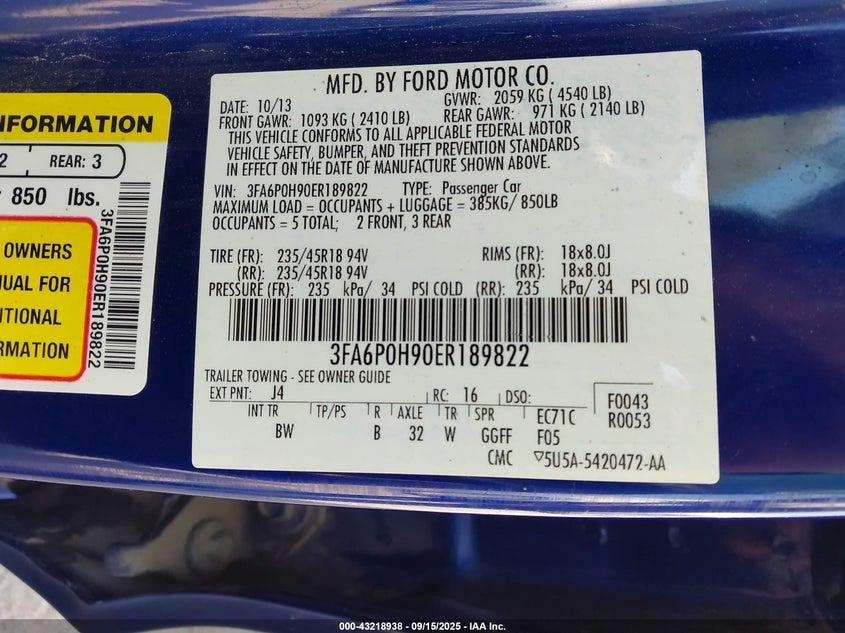 NFORMATION
2 REAR: 3
850 lbs.
OWNERS
NUAL FOR
ITIONAL
RMATION
3FA6P0H90ER189822
MFD. BY FORD MOTOR CO.
DATE: 10/13 GVWR: 2059 KG ( 4540 LB)
FRONT GAWR: 1093 KG ( 2410 LB) REAR GAWR: 971 KG ( 2140 LB)
THIS VEHICLE CONFORMS TO ALL APPLICABLE FEDERAL MOTOR
VEHICLE SAFETY, BUMPER, AND THEFT PREVENTION STANDARDS
IN EFFECT ON THE DATE OF MANUFACTURE SHOWN ABOVE.
VIN: 3FA6P0H90ER189822 TYPE: Passenger Car
MAXIMUM LOAD = OCCUPANTS + LUGGAGE = 385KG/ 850LB
OCCUPANTS = 5 TOTAL; 2 FRONT, 3 REAR
TIRE (FR): 235/45R18 94V RIMS (FR): 18x8.0J
(RR): 235/45R18 94V (RR): 18x8.0J
PRESSURE (FR): 235 kPa/ 34 PSI COLD (RR): 235 kPa/ 34 PSI COLD
3FA6P0H90ER189822
TRAILER TOWING - SEE OWNER GUIDE
EXT PNT: J4 RC: 16 DSO: F0043
INT TR TP/PS R AXLE TR SPR EC71C R0053
BW B 32 W GGFF F05
CMC ▽5U5A-5420472-AA
000-43218938 - 09/15/2025 - IAA Inc.